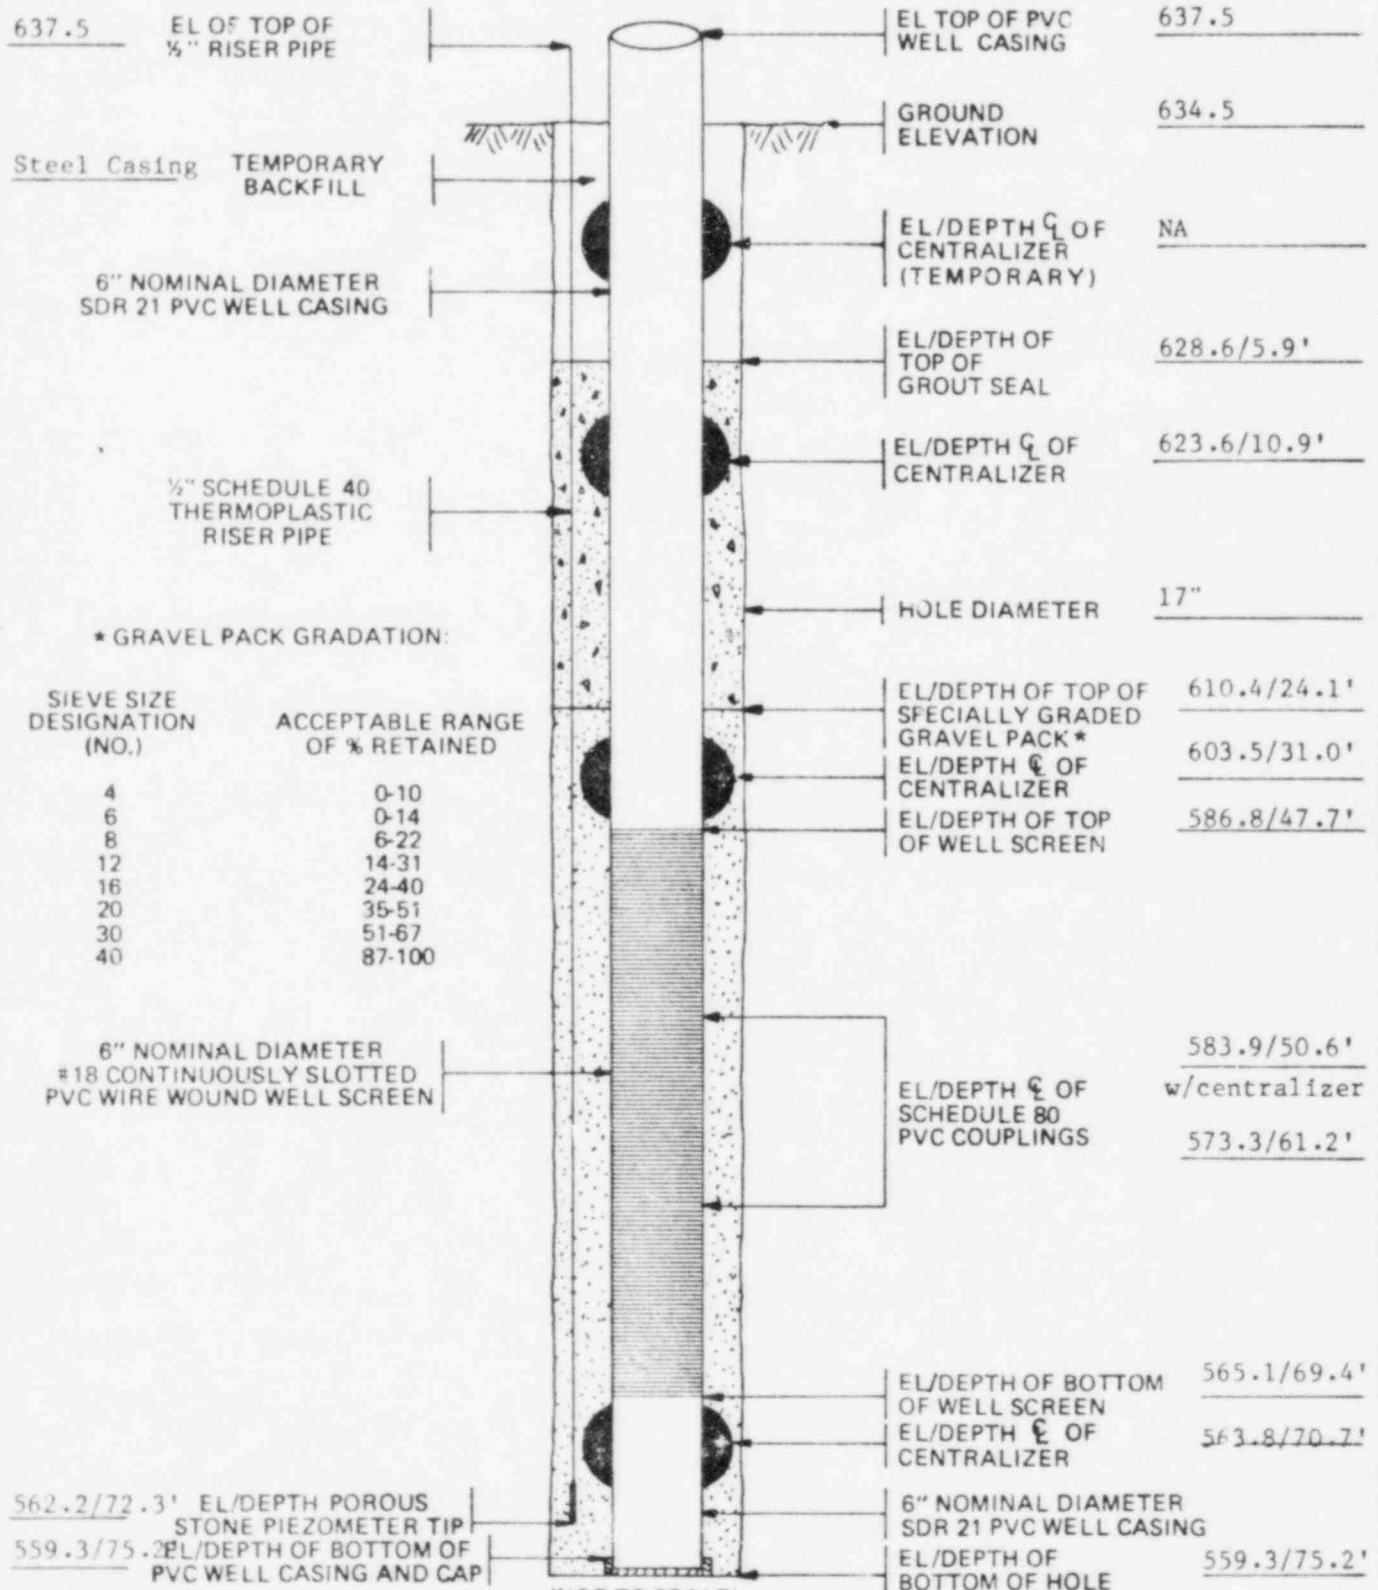 637.5
EL OF TOP OF
½" RISER PIPE
Steel Casing
TEMPORARY
BACKFILL
6" NOMINAL DIAMETER
SDR 21 PVC WELL CASING
½" SCHEDULE 40
THERMOPLASTIC
RISER PIPE
* GRAVEL PACK GRADATION:
SIEVE SIZE
DESIGNATION
(NO.)
ACCEPTABLE RANGE
OF % RETAINED
4 0-10
6 0-14
8 6-22
12 14-31
16 24-40
20 35-51
30 51-67
40 87-100
6" NOMINAL DIAMETER
#18 CONTINUOUSLY SLOTTED
PVC WIRE WOUND WELL SCREEN
562.2/72.3' EL/DEPTH POROUS
STONE PIEZOMETER TIP
559.3/75.2' EL/DEPTH OF BOTTOM OF
PVC WELL CASING AND CAP
EL TOP OF PVC
WELL CASING
637.5
GROUND
ELEVATION
634.5
EL/DEPTH ℄ OF
CENTRALIZER
(TEMPORARY)
NA
EL/DEPTH OF
TOP OF
GROUT SEAL
628.6/5.9'
EL/DEPTH ℄ OF
CENTRALIZER
623.6/10.9'
HOLE DIAMETER
17"
EL/DEPTH OF TOP OF
SPECIALLY GRADED
GRAVEL PACK*
610.4/24.1'
EL/DEPTH ℄ OF
CENTRALIZER
603.5/31.0'
EL/DEPTH OF TOP
OF WELL SCREEN
586.8/47.7'
EL/DEPTH ℄ OF
SCHEDULE 80
PVC COUPLINGS
583.9/50.6'
w/centralizer
573.3/61.2'
EL/DEPTH OF BOTTOM
OF WELL SCREEN
565.1/69.4'
EL/DEPTH ℄ OF
CENTRALIZER
563.8/70.7'
6" NOMINAL DIAMETER
SDR 21 PVC WELL CASING
EL/DEPTH OF
BOTTOM OF HOLE
559.3/75.2'